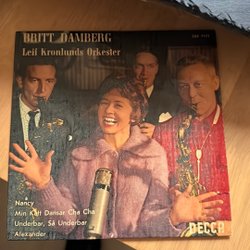 BRITT DAMBERG
Leif Kronlunds Orkester
Nancy
Min Katt Dansar Cha Cha
Underbar, Så Underbar
Alexander
DECCA